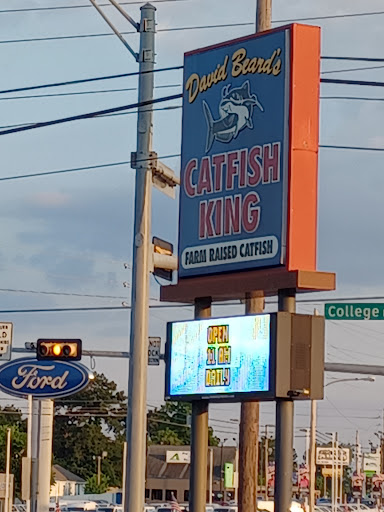 David Beard's
CATFISH
KING
FARM RAISED CATFISH
OPEN
11 AM
DAILY
College
Ford